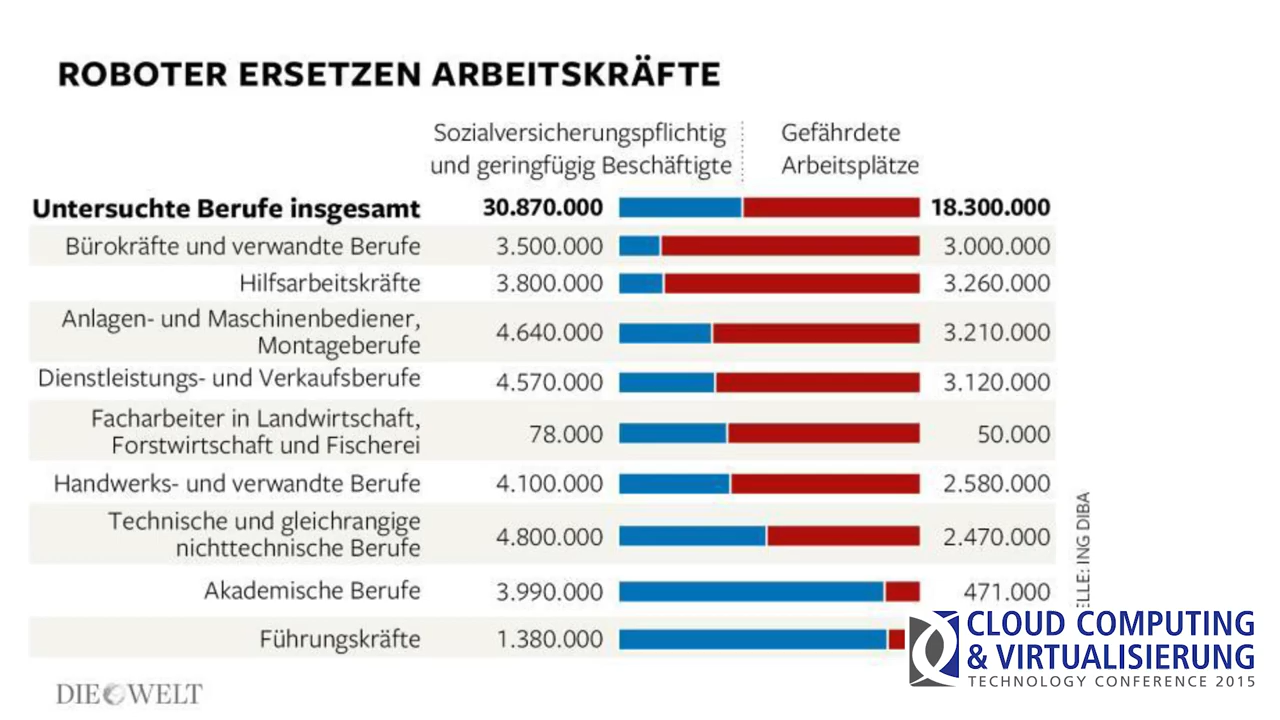 ROBOTER ERSETZEN ARBEITSKRÄFTE
Sozialversicherungspflichtig
und geringfügig Beschäftigte
Gefährdete
Arbeitsplätze
Untersuchte Berufe insgesamt 30.870.000 18.300.000
Bürokräfte und verwandte Berufe 3.500.000 3.000.000
Hilfsarbeitskräfte 3.800.000 3.260.000
Anlagen- und Maschinenbediener,
Montageberufe 4.640.000 3.210.000
Dienstleistungs- und Verkaufsberufe 4.570.000 3.120.000
Facharbeiter in Landwirtschaft,
Forstwirtschaft und Fischerei 78.000 50.000
Handwerks- und verwandte Berufe 4.100.000 2.580.000
Technische und gleichrangige
nichttechnische Berufe 4.800.000 2.470.000
Akademische Berufe 3.990.000 471.000
Führungskräfte 1.380.000
ELLE: ING DIBA
DIE WELT
CLOUD COMPUTING
& VIRTUALISIERUNG
TECHNOLOGY CONFERENCE 2015